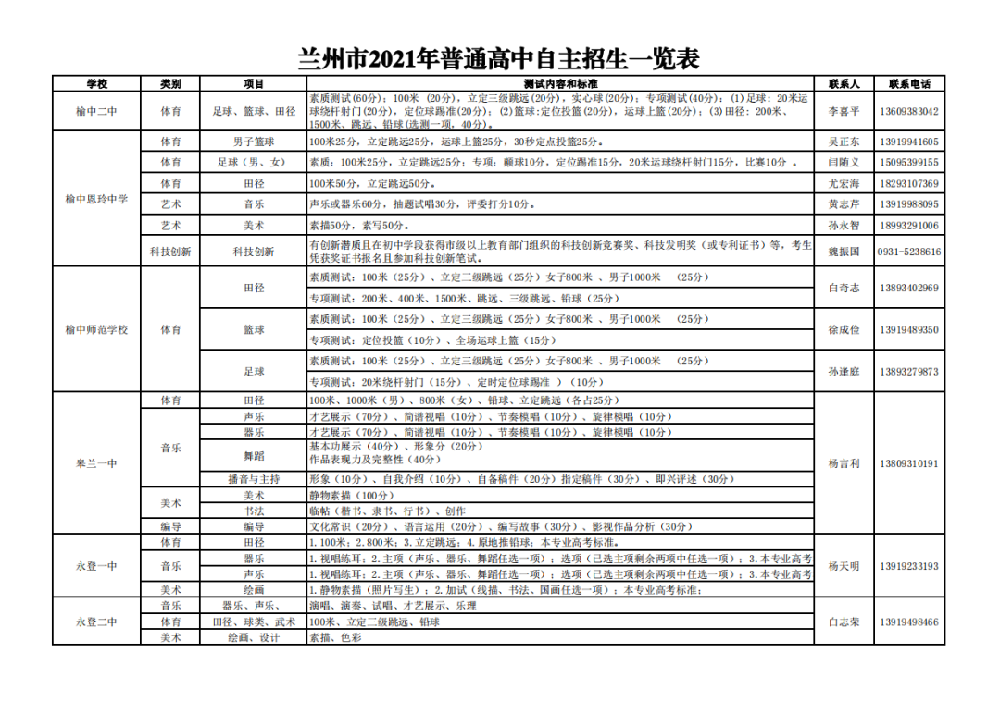 兰州市2021年普通高中自主招生一览表
学校 类别 项目 测试内容和标准 联系人 联系电话
榆中二中 体育 足球、篮球、田径 素质测试(60分)；100米 (20分)，立定三级跳远(20分)，实心球(20分)；专项测试(40分)；(1)足球：20米运
球绕杆射门(20分)，定位球踢准(20分)；(2)篮球:定位投篮(20分)，运球上篮(20分)；(3)田径：200米、
1500米、跳远、铅球(选测一项，40分)。 李喜平 13609383042
榆中恩玲中学 体育 男子篮球 100米25分，立定跳远25分，运球上篮25分，30秒定点投篮25分。 吴正东 13919941605
体育 足球（男、女） 素质：100米25分，立定跳远25分；专项：颠球10分，定位踢准15分，20米运球绕杆射门15分，比赛10分 。 闫随义 15095399155
体育 田径 100米50分，立定跳远50分。 尤宏海 18293107369
艺术 音乐 声乐或器乐60分，抽题试唱30分，评委打分10分。 黄志芹 13919988095
艺术 美术 素描50分，素写50分。 孙永智 18993291006
科技创新 科技创新 有创新潜质且在初中学段获得市级以上教育部门组织的科技创新竞赛奖、科技发明奖（或专利证书）等，考生
凭获奖证书报名且参加科技创新笔试。 魏振国 0931-5238616
榆中师范学校 体育 田径 素质测试：100米（25分）、立定三级跳远（25分）女子800米 、男子1000米 （25分） 白奇志 13893402969
专项测试：200米、400米、1500米、跳远、三级跳远、铅球（25分）
篮球 素质测试：100米（25分）、立定三级跳远（25分）女子800米 、男子1000米 （25分） 徐成俭 13919489350
专项测试：定位投篮（10分）、全场运球上篮（15分）
足球 素质测试：100米（25分）、立定三级跳远（25分）女子800米 、男子1000米 （25分） 孙逢庭 13893279873
专项测试：20米绕杆射门（15分）、定时定位球踢准 ）（10分）
皋兰一中 体育 田径 100米、1000米（男）、800米（女）、铅球、立定跳远（各占25分） 杨言利 13809310191
音乐 声乐 才艺展示（70分）、简谱视唱（10分）、节奏模唱（10分）、旋律模唱（10分）
器乐 才艺展示（70分）、简谱视唱（10分）、节奏模唱（10分）、旋律模唱（10分）
舞蹈 基本功展示（40分）、形象分（20分）
作品表现力及完整性（40分）
播音与主持 形象（10分）、自我介绍（10分）、自备稿件（20分）指定稿件（30分）、即兴评述（30分）
美术 美术 静物素描（100分）
书法 临帖（楷书、隶书、行书）、创作
编导 编导 文化常识（20分）、语言运用（20分）、编写故事（30分）、影视作品分析（30分）
永登一中 体育 田径 1.100米；2.800米；3.立定跳远；4.原地推铅球；本专业高考标准。 杨天明 13919233193
音乐 器乐 1.视唱练耳；2.主项（声乐、器乐、舞蹈任选一项）；选项（已选主项剩余两项中任选一项）；3.本专业高考
声乐 1.视唱练耳；2.主项（声乐、器乐、舞蹈任选一项）；选项（已选主项剩余两项中任选一项）；3.本专业高考
美术 绘画 1.静物素描（照片写生）；2.加试（线描、书法、国画任选一项）；本专业高考标准；
永登二中 音乐 器乐、声乐、 演唱、演奏、试唱、才艺展示、乐理 白志荣 13919498466
体育 田径、球类、武术 100米、立定三级跳远、铅球
美术 绘画、设计 素描、色彩